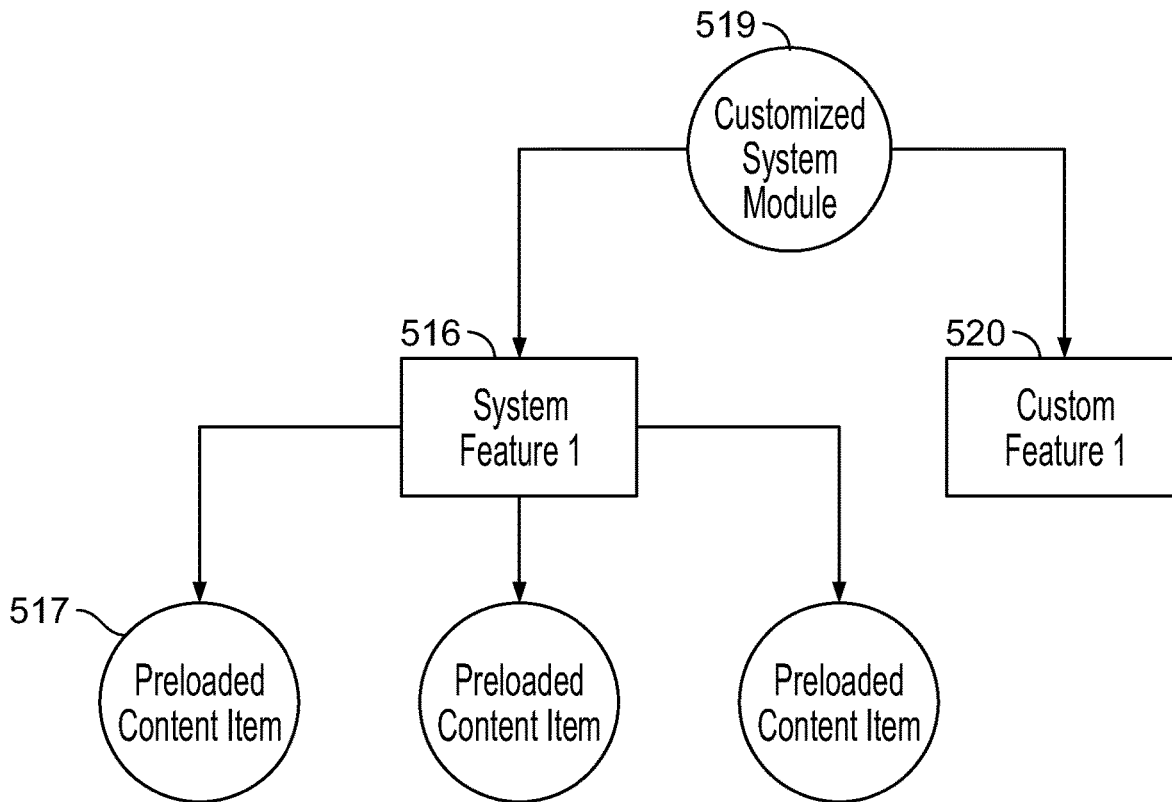 519
Customized
System
Module
516
System
Feature 1
520
Custom
Feature 1
517
Preloaded
Content Item
Preloaded
Content Item
Preloaded
Content Item